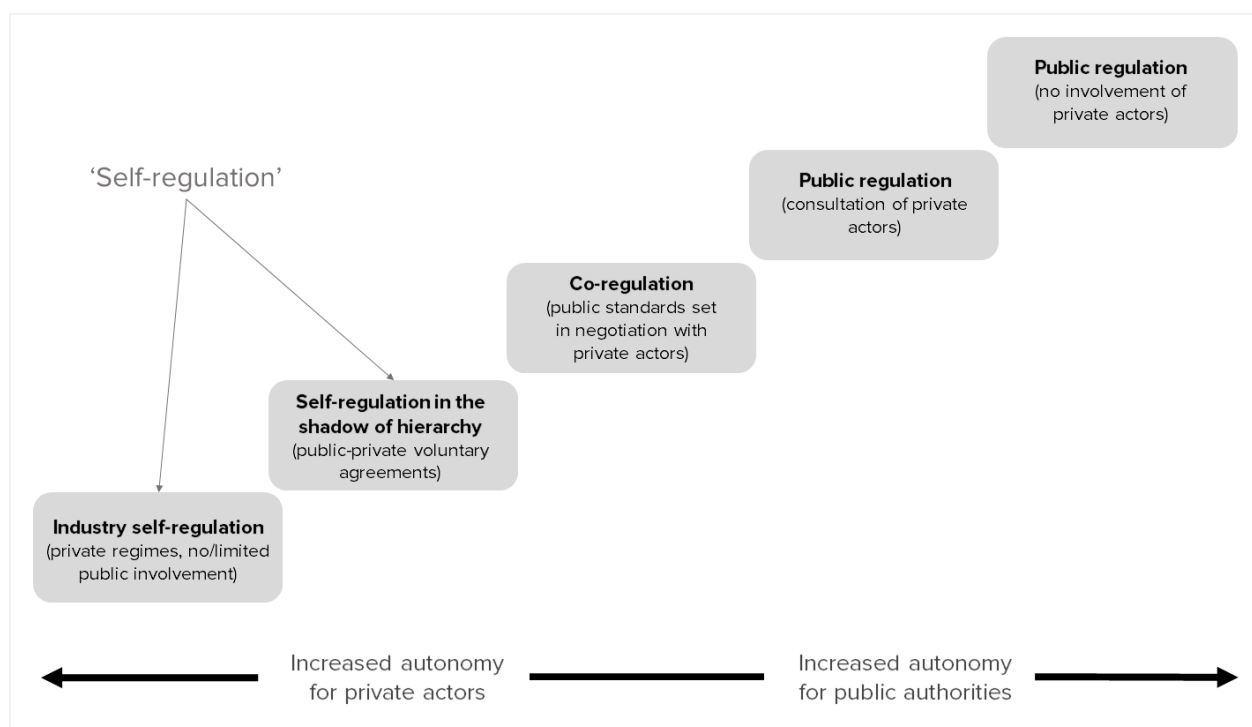 Public regulation
(no involvement of
private actors)
Public regulation
(consultation of private
actors)
‘Self-regulation’
Co-regulation
(public standards set
in negotiation with
private actors)
Self-regulation in the
shadow of hierarchy
(public-private voluntary
agreements)
Industry self-regulation
(private regimes, no/limited
public involvement)
Increased autonomy
for private actors
Increased autonomy
for public authorities